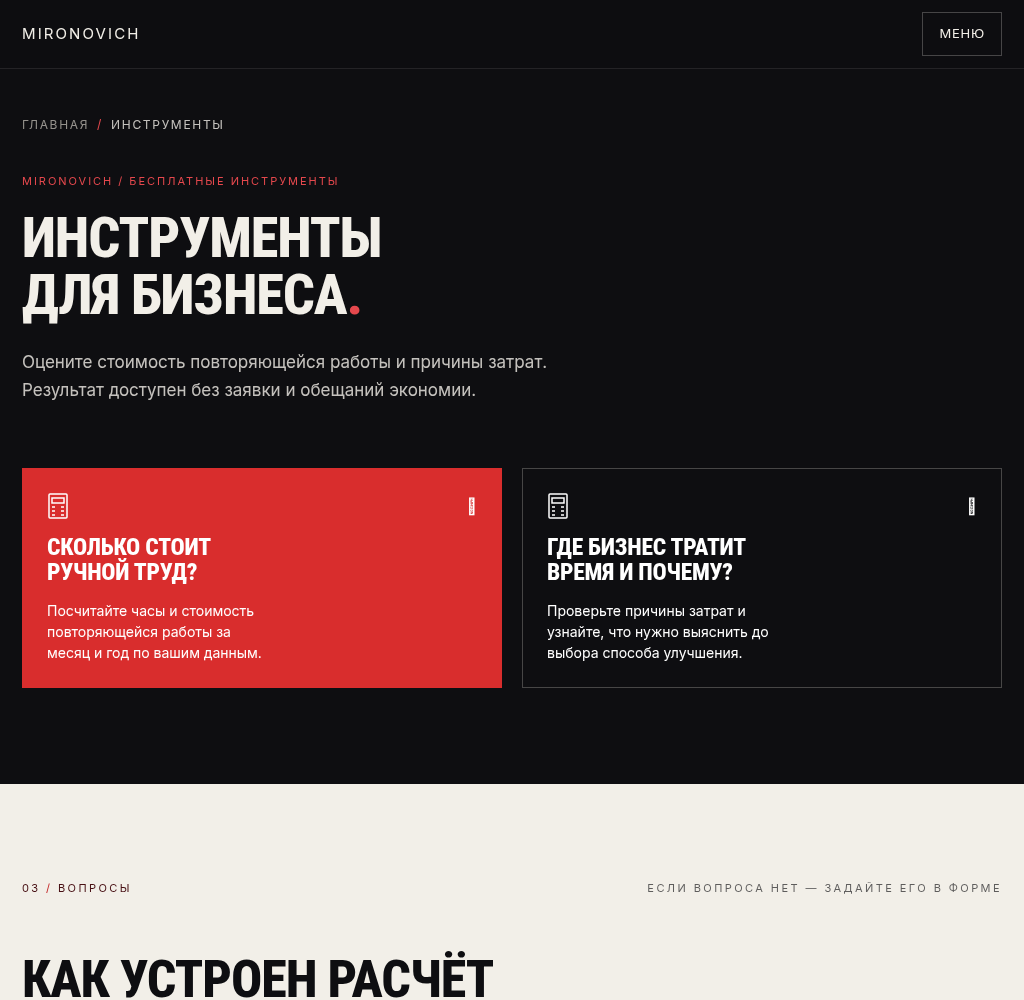 MIRONOVICH
МЕНЮ
ГЛАВНАЯ / ИНСТРУМЕНТЫ
MIRONOVICH / БЕСПЛАТНЫЕ ИНСТРУМЕНТЫ
ИНСТРУМЕНТЫ
ДЛЯ БИЗНЕСА.
Оцените стоимость повторяющейся работы и причины затрат.
Результат доступен без заявки и обещаний экономии.
СКОЛЬКО СТОИТ
РУЧНОЙ ТРУД?
Посчитайте часы и стоимость
повторяющейся работы за
месяц и год по вашим данным.
ГДЕ БИЗНЕС ТРАТИТ
ВРЕМЯ И ПОЧЕМУ?
Проверьте причины затрат и
узнайте, что нужно выяснить до
выбора способа улучшения.
03 / ВОПРОСЫ
ЕСЛИ ВОПРОСА НЕТ — ЗАДАЙТЕ ЕГО В ФОРМЕ
КАК УСТРОЕН РАСЧЁТ